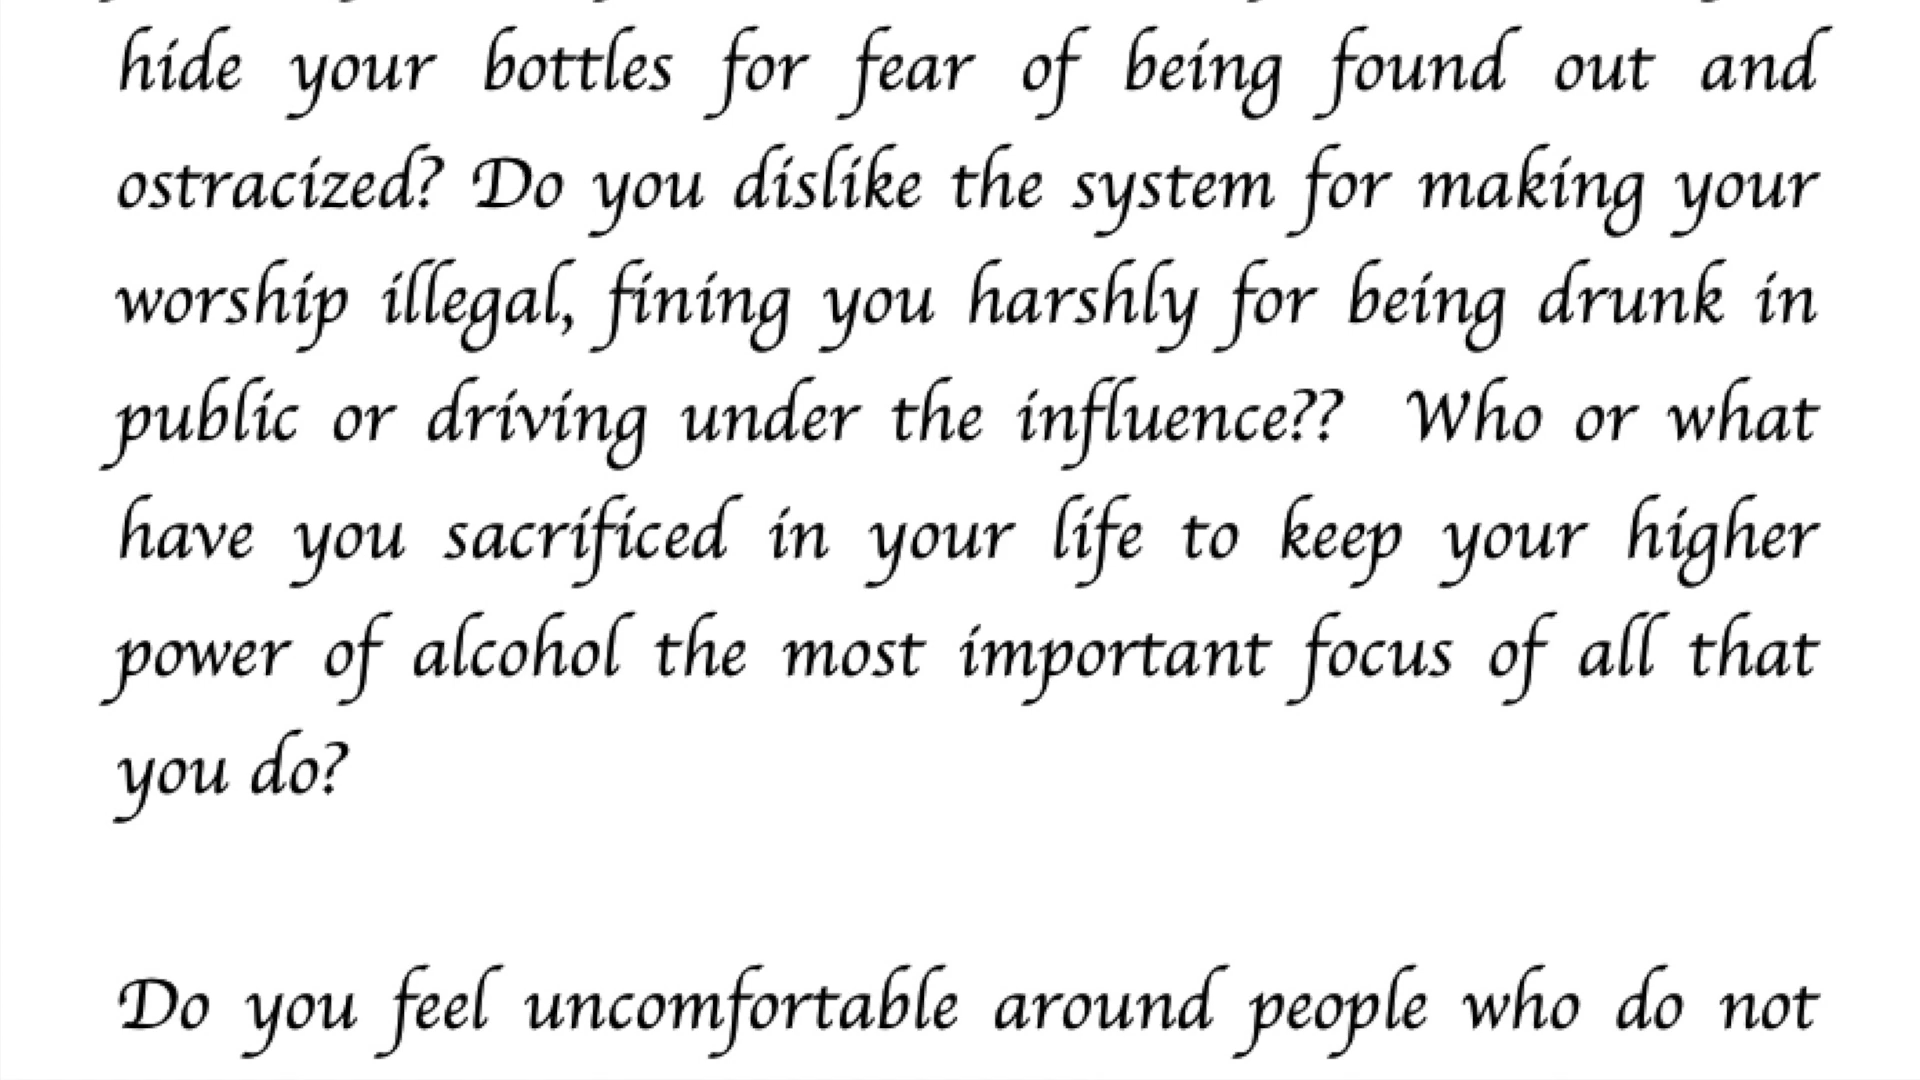 hide your bottles for fear of being found out and
ostracized? Do you dislike the system for making your
worship illegal, fining you harshly for being drunk in
public or driving under the influence?? Who or what
have you sacrificed in your life to keep your higher
power of alcohol the most important focus of all that
you do?
Do you feel uncomfortable around people who do not